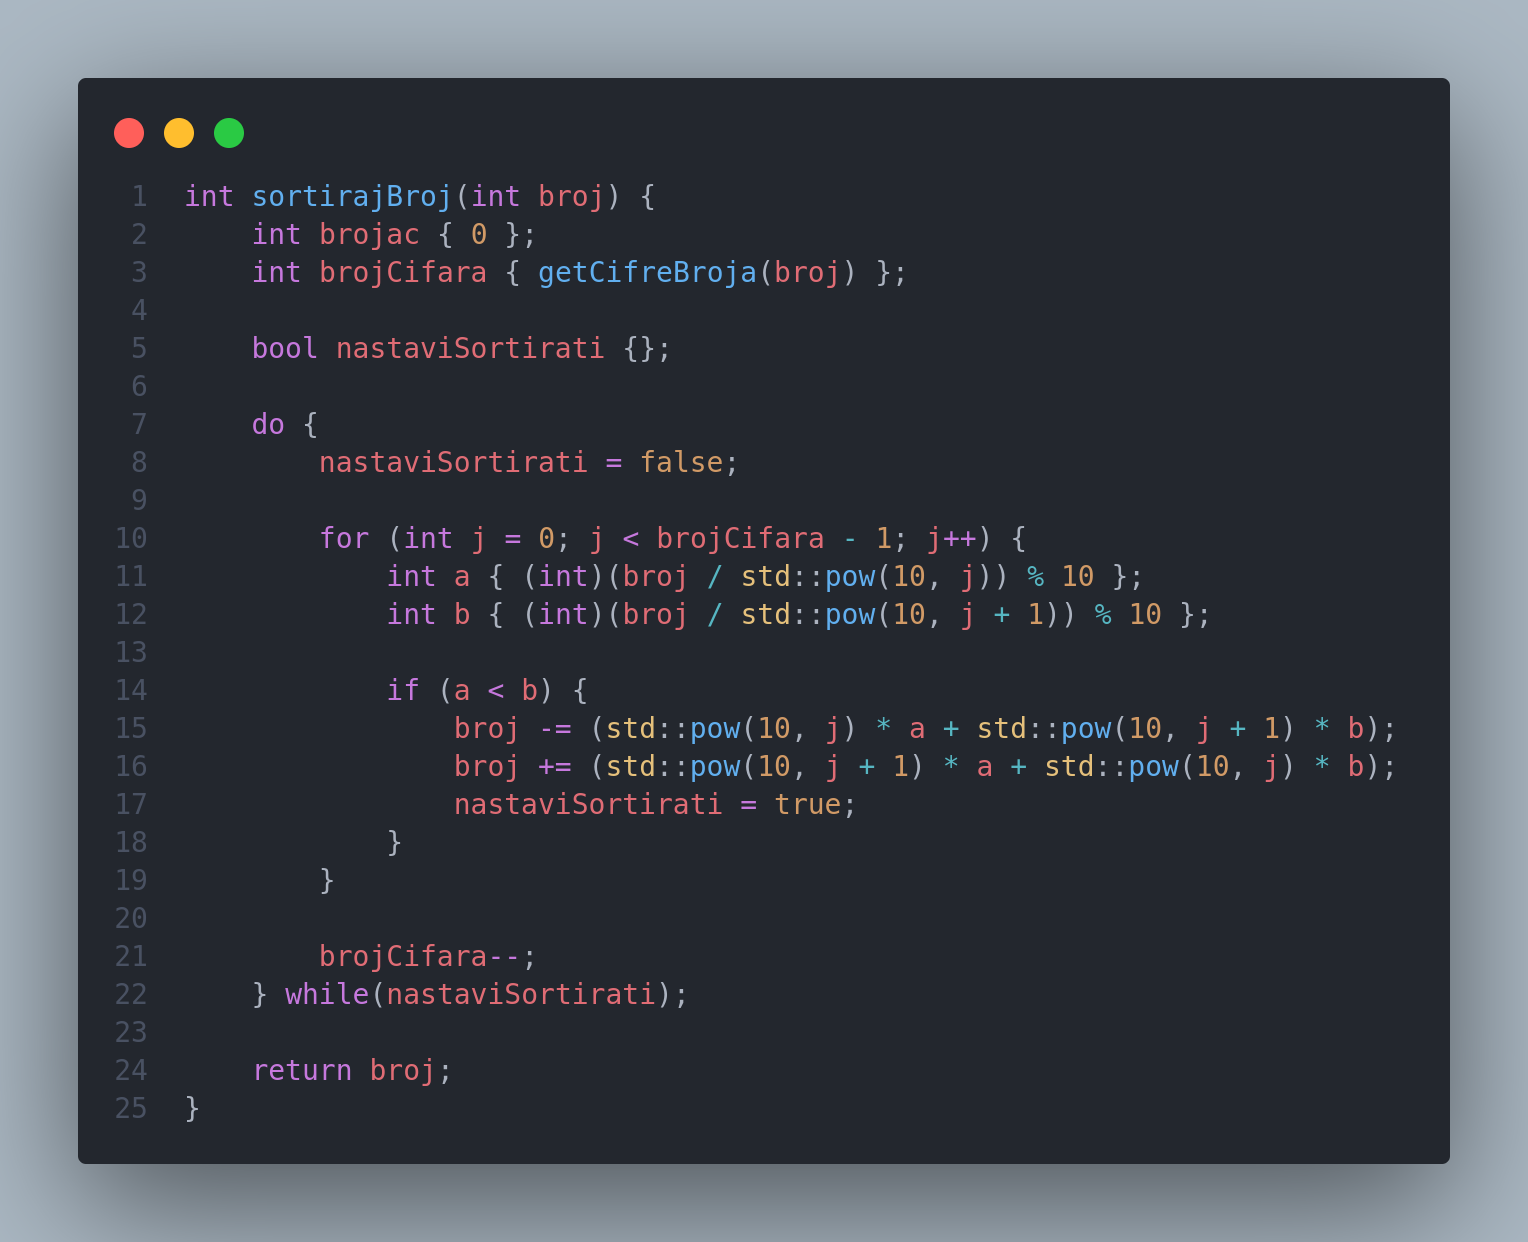 1 int sortirajBroj(int broj) {
2     int brojac { 0 };
3     int brojCifara { getCifreBroja(broj) };
4
5     bool nastaviSortirati {};
6
7     do {
8         nastaviSortirati = false;
9
10         for (int j = 0; j < brojCifara - 1; j++) {
11             int a { (int)(broj / std::pow(10, j)) % 10 };
12             int b { (int)(broj / std::pow(10, j + 1)) % 10 };
13
14             if (a < b) {
15                 broj -= (std::pow(10, j) * a + std::pow(10, j + 1) * b);
16                 broj += (std::pow(10, j + 1) * a + std::pow(10, j) * b);
17                 nastaviSortirati = true;
18             }
19         }
20
21         brojCifara--;
22     } while(nastaviSortirati);
23
24     return broj;
25 }